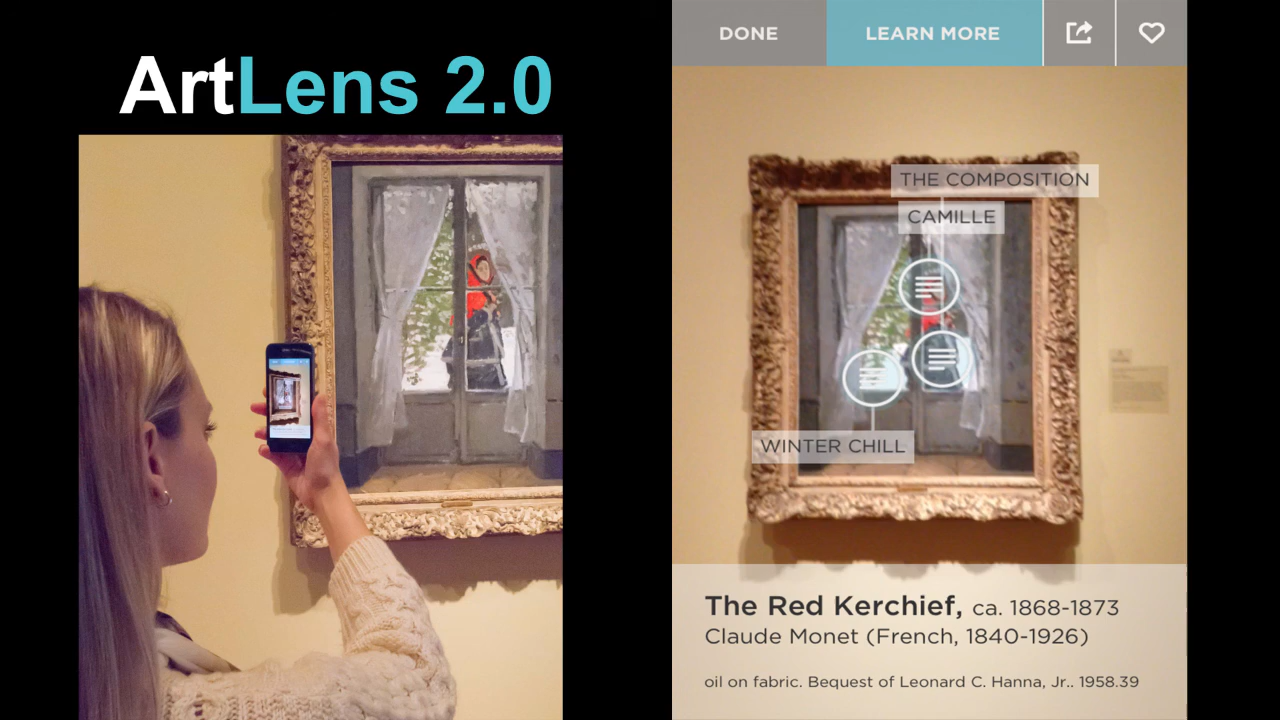 ArtLens 2.0
DONE
LEARN MORE
THE COMPOSITION
CAMILLE
WINTER CHILL
The Red Kerchief, ca. 1868-1873
Claude Monet (French, 1840-1926)
oil on fabric. Bequest of Leonard C. Hanna, Jr.. 1958.39